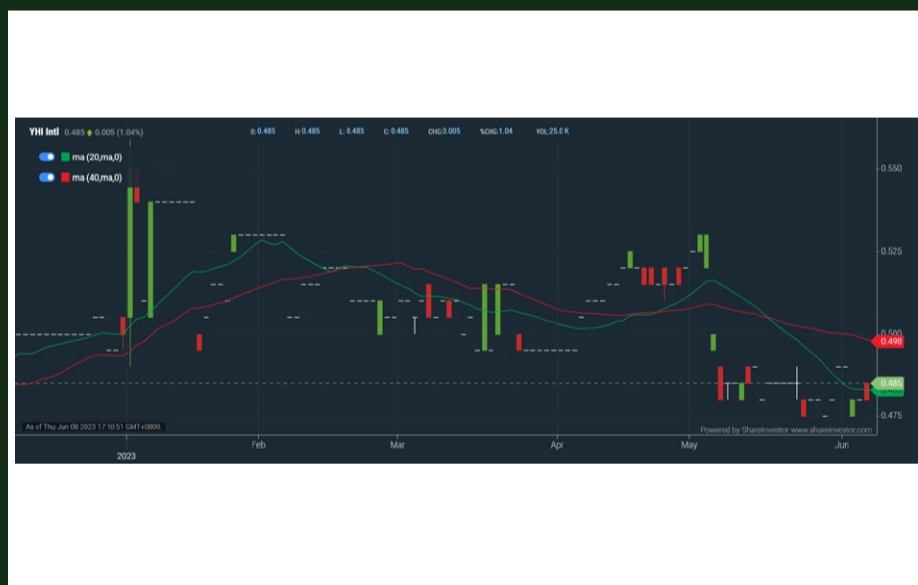 YHI Intl 0.485 0.005 (1.04%) O: 0.485 H: 0.485 L: 0.485 C: 0.485 CHG: 0.005 %CHG: 1.04 VOL: 25.0 K
ma (20,ma,0)
ma (40,ma,0)
0.550
0.525
0.500
0.498
0.485
0.475
As of Thu Jun 08 2023 17:10:51 GMT+0800.
Powered by ShareInvestor www.shareinvestor.com
Feb Mar Apr May Jun
2023